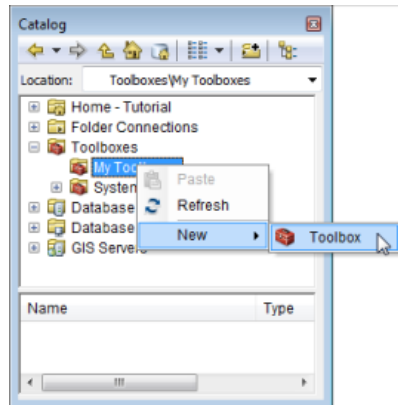 Catalog
Location: Toolboxes\My Toolboxes
Home - Tutorial
Folder Connections
Toolboxes
My
System
Paste
Database
Refresh
Database
New
Toolbox
GIS Servers
Name Type